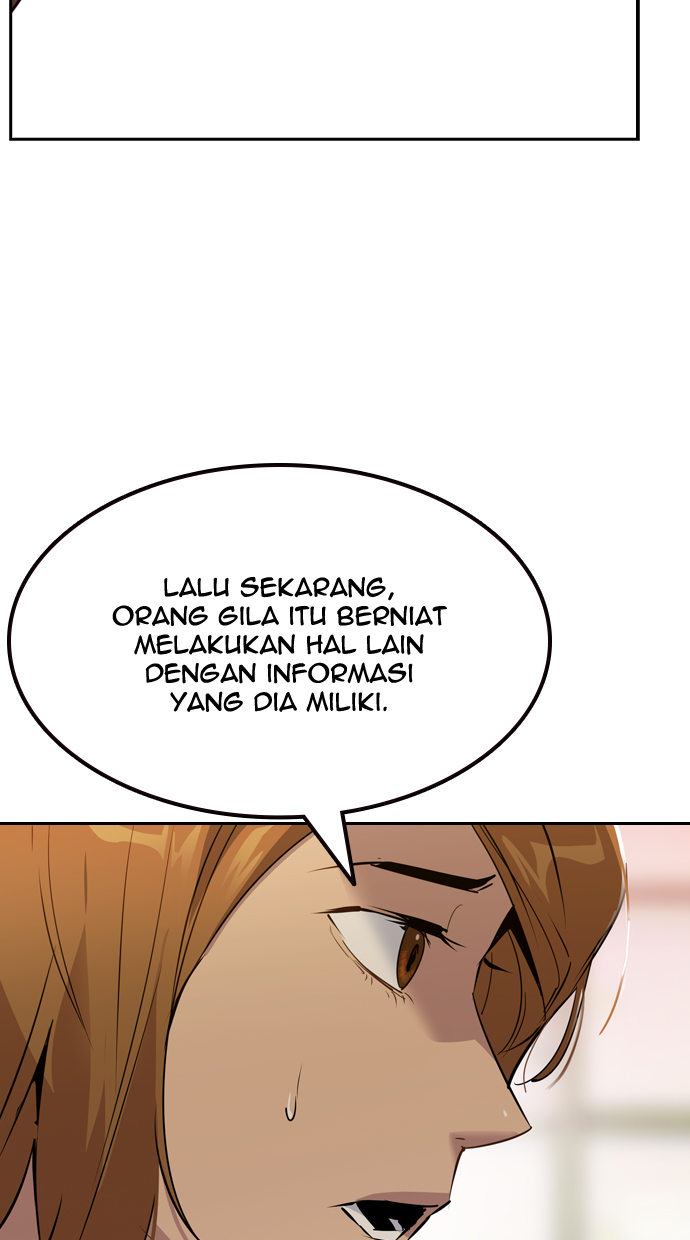 LALU SEKARANG,
ORANG GILA ITU BERNIAT
MELAKUKAN HAL LAIN
DENGAN INFORMASI
YANG DIA MILIKI.